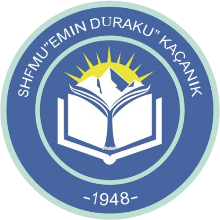 SHFMU"EMIN DURAKU" KAÇANIK
-1948-